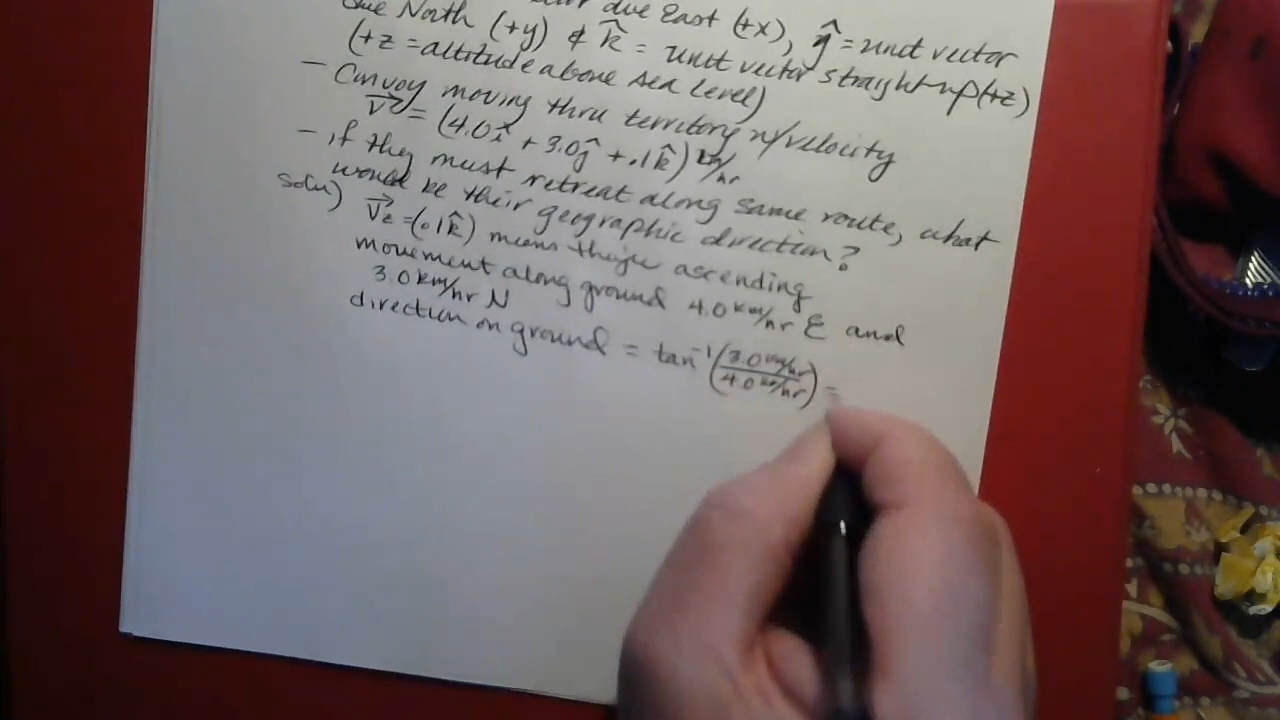 due East (+x), ĵ = unit vector
due North (+y) & k̂ = unit vector straight up (+z)
(+z = altitude above sea level)
- Convoy moving thru territory w/velocity
v⃗ = (4.0î + 3.0ĵ + .1k̂) km/hr
- if they must retreat along same route, what
would be their geographic direction?
Soln) v⃗z = (.1k̂) means they're ascending
movement along ground 4.0 km/hr E and
3.0 km/hr N
direction on ground = tan⁻¹(3.0 km/hr / 4.0 km/hr) =